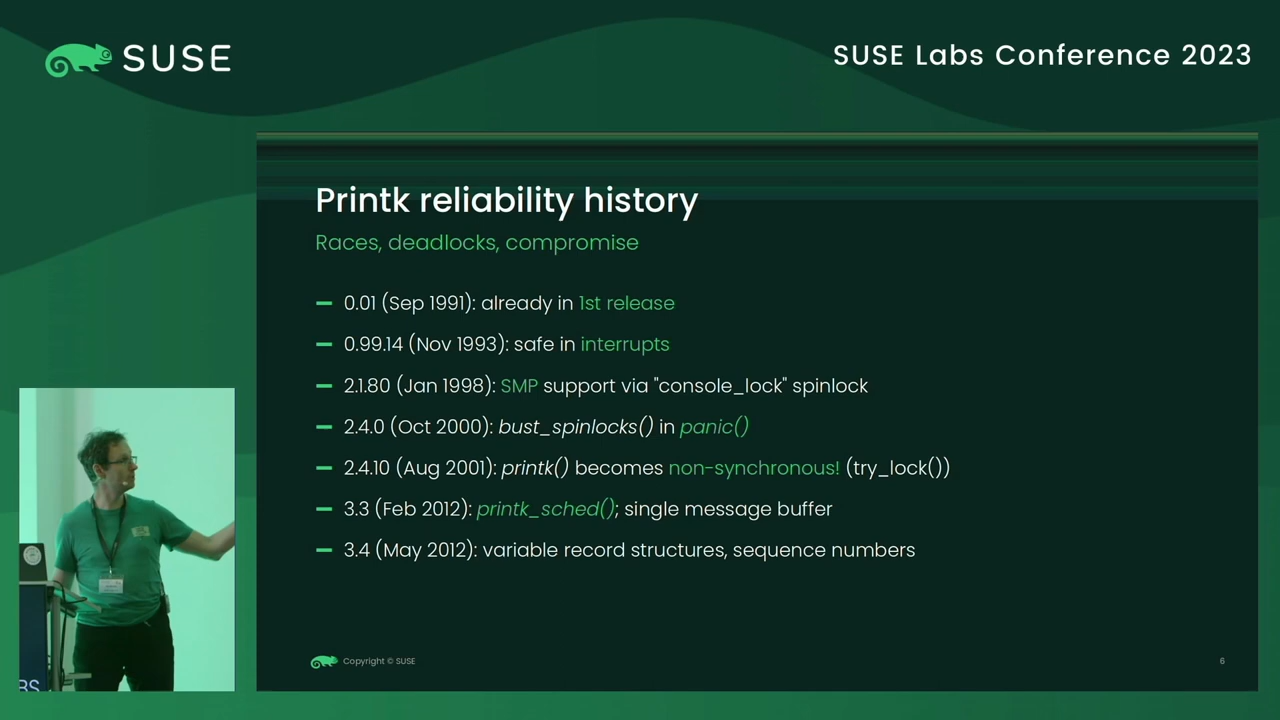 SUSE
SUSE Labs Conference 2023
Printk reliability history
Races, deadlocks, compromise
0.01 (Sep 1991): already in 1st release
0.99.14 (Nov 1993): safe in interrupts
2.1.80 (Jan 1998): SMP support via "console_lock" spinlock
2.4.0 (Oct 2000): bust_spinlocks() in panic()
2.4.10 (Aug 2001): printk() becomes non-synchronous! (try_lock())
3.3 (Feb 2012): printk_sched(); single message buffer
3.4 (May 2012): variable record structures, sequence numbers
BS
Copyright © SUSE
6